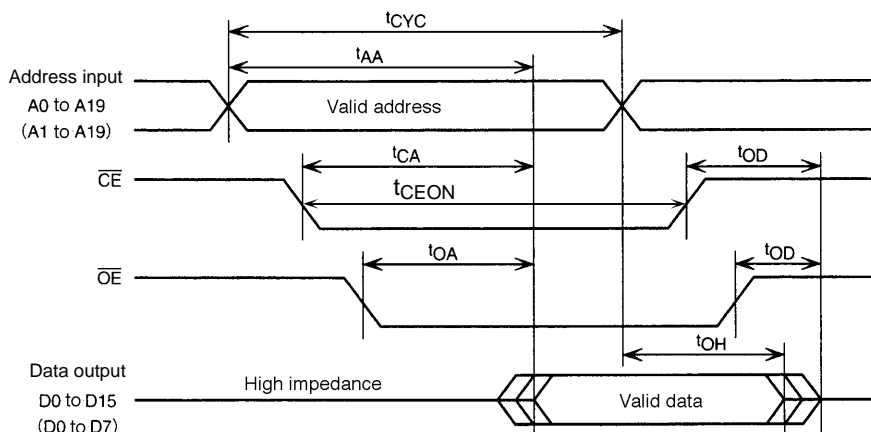 tCYC
tAA
Address input
A0 to A19
(A1 to A19)
Valid address
tCA
tOD
CE
tCEON
tOA
tOD
OE
tOH
Data output
D0 to D15
(D0 to D7)
High impedance
Valid data